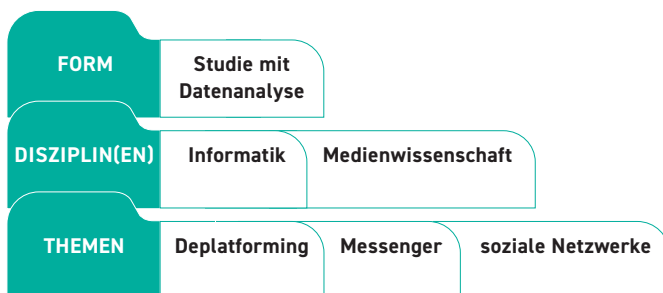 FORM
Studie mit
Datenanalyse
DISZIPLIN(EN)
Informatik
Medienwissenschaft
THEMEN
Deplatforming
Messenger
soziale Netzwerke